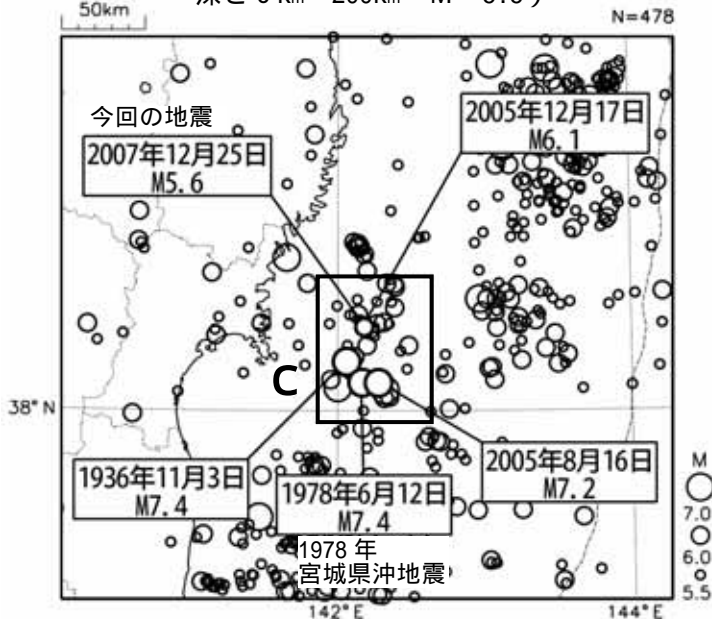 50km
N=478
今回の地震
2007年12月25日
M5.6
2005年12月17日
M6.1
C
38°N
1936年11月3日
M7.4
1978年6月12日
M7.4
2005年8月16日
M7.2
1978 年
宮城県沖地震
M
7.0
6.0
5.5
142°E
144°E